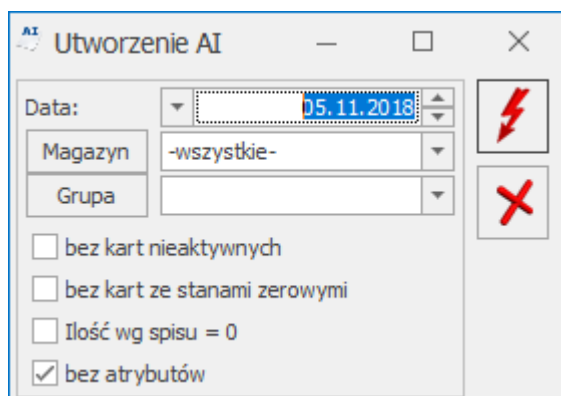 AI Utworzenie AI
Data: 05.11.2018
Magazyn -wszystkie-
Grupa
bez kart nieaktywnych
bez kart ze stanami zerowymi
Ilość wg spisu = 0
bez atrybutów